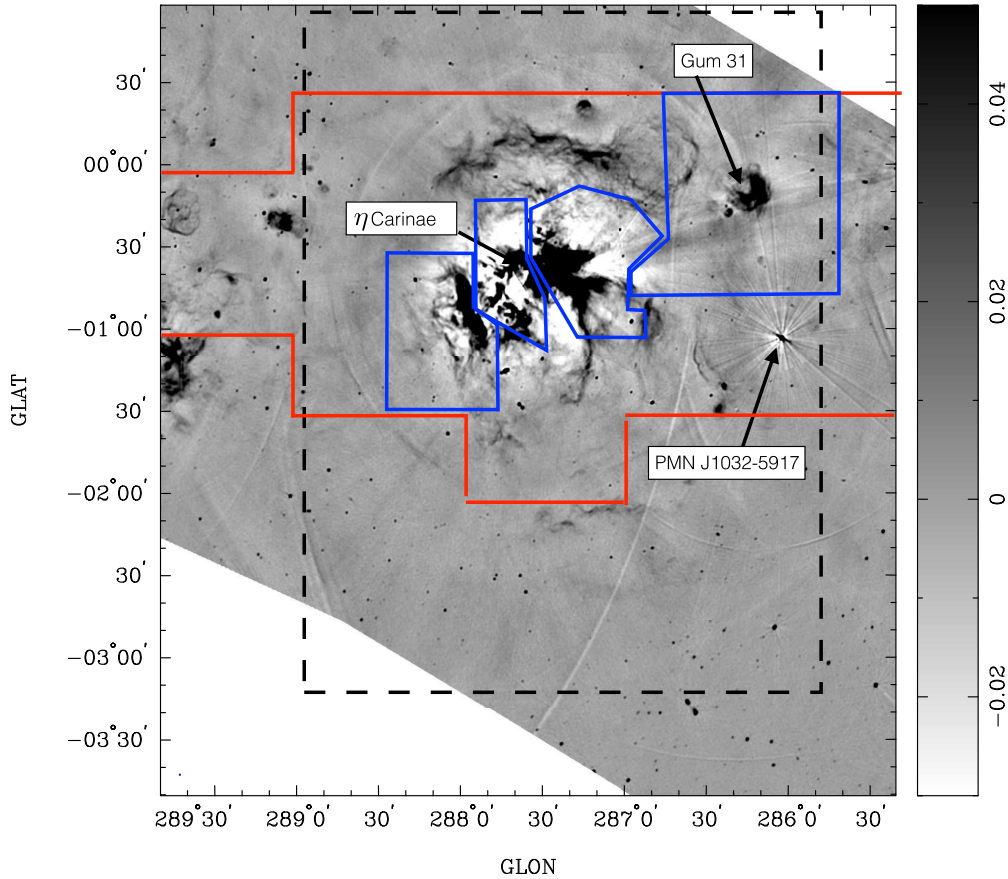 Gum 31
η Carinae
PMN J1032-5917
30′
00°00′
30′
−01°00′
30′
−02°00′
30′
−03°00′
−03°30′
GLAT
289°30′ 289°0′ 30′ 288°0′ 30′ 287°0′ 30′ 286°0′ 30′
GLON
0.04
0.02
0
−0.02